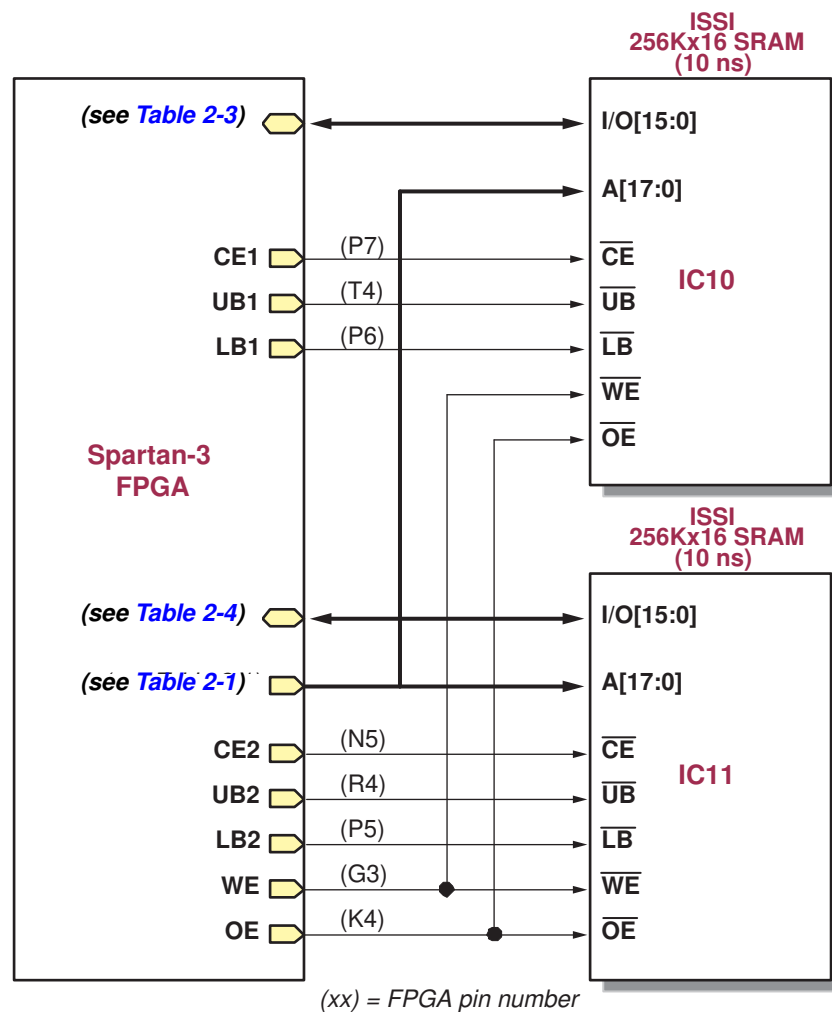 ISSI
256Kx16 SRAM
(10 ns)
(see Table 2-3)
I/O[15:0]
A[17:0]
CE1
(P7)
CE
UB1
(T4)
UB
IC10
LB1
(P6)
LB
WE
OE
Spartan-3
FPGA
ISSI
256Kx16 SRAM
(10 ns)
(see Table 2-4)
I/O[15:0]
(see Table 2-1)
A[17:0]
CE2
(N5)
CE
IC11
UB2
(R4)
UB
LB2
(P5)
LB
WE
(G3)
WE
OE
(K4)
OE
(xx) = FPGA pin number